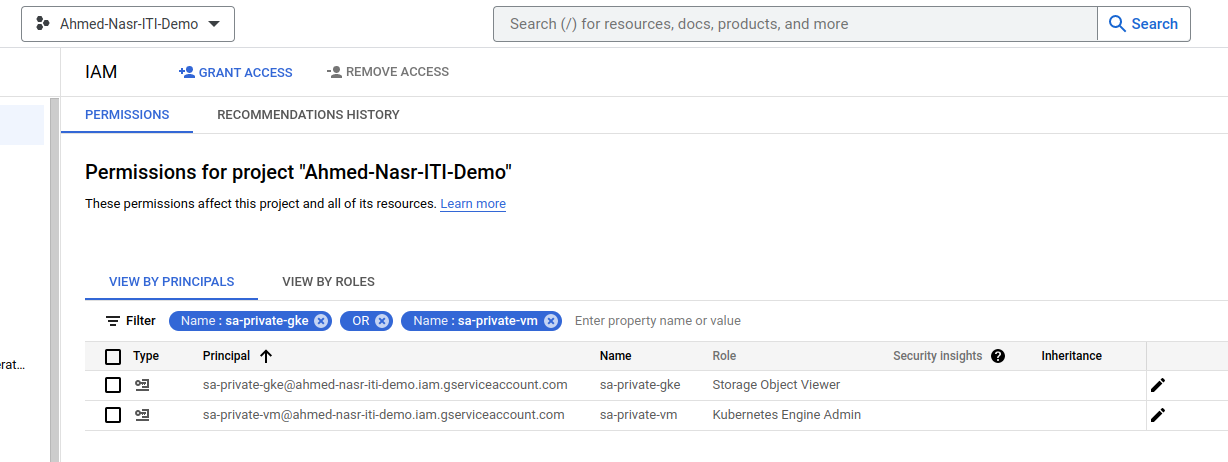 Ahmed-Nasr-ITI-Demo
Search (/) for resources, docs, products, and more
Search
IAM
GRANT ACCESS
REMOVE ACCESS
PERMISSIONS
RECOMMENDATIONS HISTORY
Permissions for project "Ahmed-Nasr-ITI-Demo"
These permissions affect this project and all of its resources. Learn more
VIEW BY PRINCIPALS
VIEW BY ROLES
Filter Name : sa-private-gke OR Name : sa-private-vm Enter property name or value
Type Principal Name Role Security insights ? Inheritance
erat...
sa-private-gke@ahmed-nasr-iti-demo.iam.gserviceaccount.com sa-private-gke Storage Object Viewer
sa-private-vm@ahmed-nasr-iti-demo.iam.gserviceaccount.com sa-private-vm Kubernetes Engine Admin